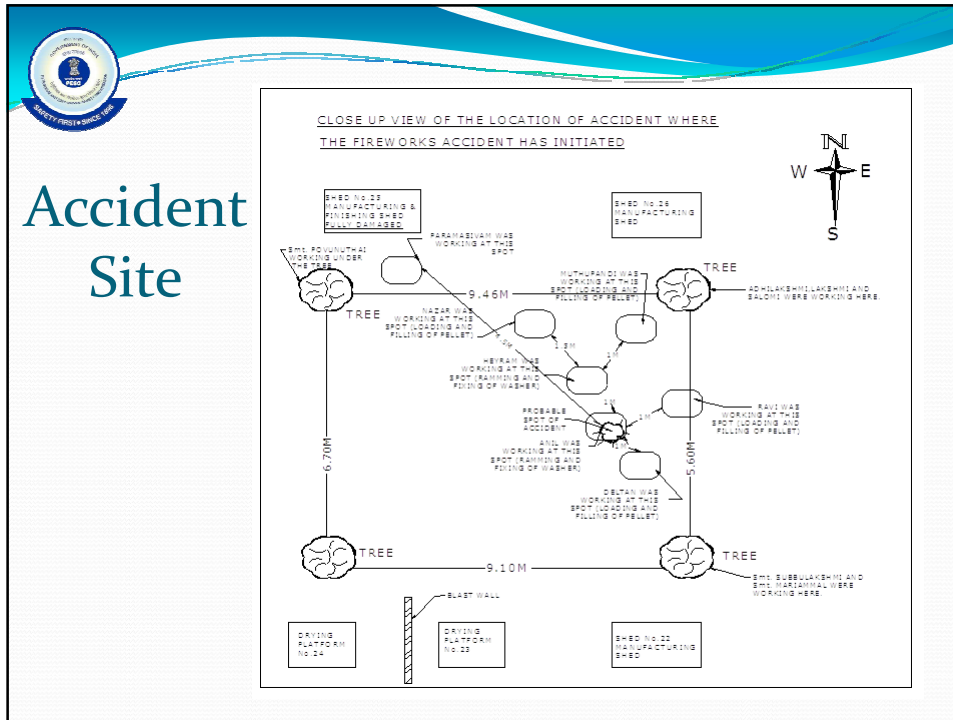 GOVERNMENT OF INDIA
PESO
SAFETY FIRST • SINCE 1898
Accident
Site
CLOSE UP VIEW OF THE LOCATION OF ACCIDENT WHERE
THE FIREWORKS ACCIDENT HAS INITIATED
N
W
E
S
SHED No.25
MANUFACTURING &
FINISHING SHED
FULLY DAMAGED
SHED No.26
MANUFACTURING
SHED
PARAMASIVAM WAS
WORKING AT THIS
SPOT
Smt. POVUNUTHAI
WORKING UNDER
THE TREE
MUTHUPANDI WAS
WORKING AT THIS
SPOT (LOADING AND
FILLING OF PELLET)
TREE
ADHILAKSHMI,LAKSHMI AND
SALOMI WERE WORKING HERE.
9.46M
TREE
NAZAR WAS
WORKING AT THIS
SPOT (LOADING AND
FILLING OF PELLET)
1.3M
1M
HEYRAM WAS
WORKING AT THIS
SPOT (RAMMING AND
FIXING OF WASHER)
1M
PROBABLE
SPOT OF
ACCIDENT
1M
RAVI WAS
WORKING AT THIS
SPOT (LOADING AND
FILLING OF PELLET)
1M
ANIL WAS
WORKING AT THIS
SPOT (RAMMING AND
FIXING OF WASHER)
6.70M
5.60M
DELTAN WAS
WORKING AT THIS
SPOT (LOADING AND
FILLING OF PELLET)
TREE
TREE
9.10M
Smt. SUBBULAKSHMI AND
Smt. MARIAMMAL WERE
WORKING HERE.
BLAST WALL
DRYING
PLATFORM
No.24
DRYING
PLATFORM
No.23
SHED No.22
MANUFACTURING
SHED